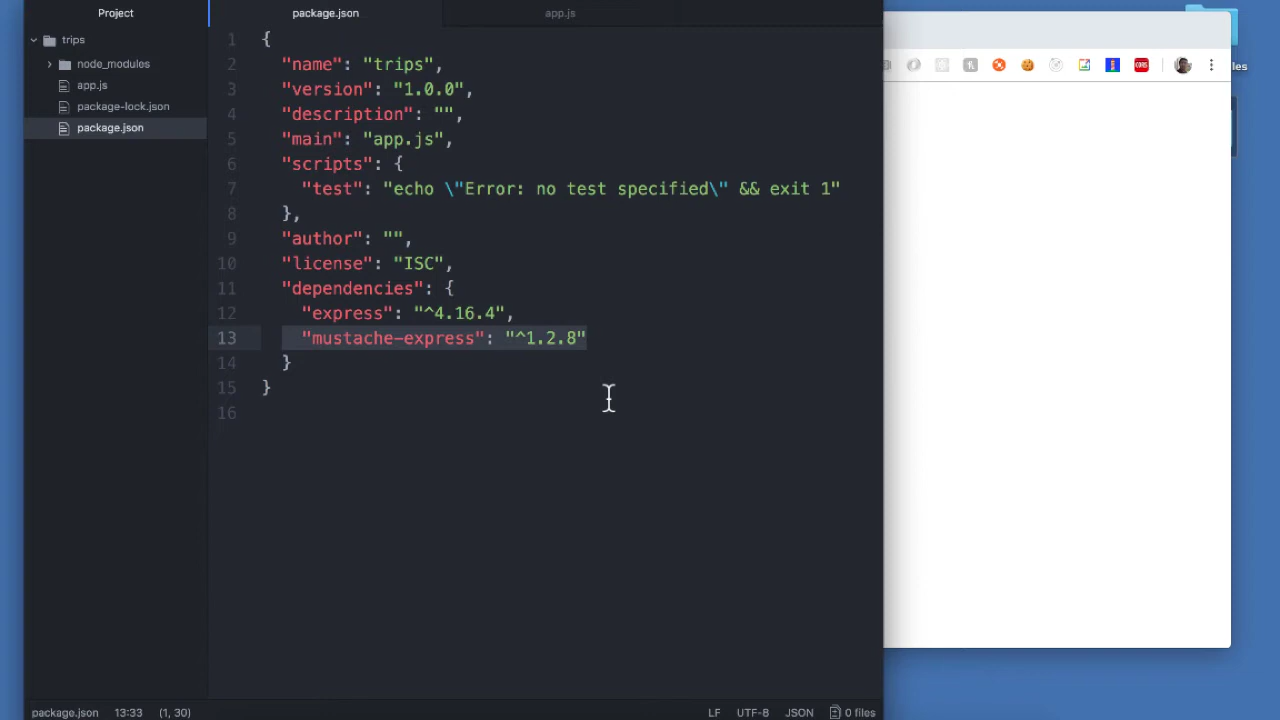 Project
trips
node_modules
app.js
package-lock.json
package.json
package.json
app.js
1 {
2 "name": "trips",
3 "version": "1.0.0",
4 "description": "",
5 "main": "app.js",
6 "scripts": {
7 "test": "echo \"Error: no test specified\" && exit 1"
8 },
9 "author": "",
10 "license": "ISC",
11 "dependencies": {
12 "express": "^4.16.4",
13 "mustache-express": "^1.2.8"
14 }
15 }
16
package.json 13:33 (1, 30)
LF UTF-8 JSON 0 files
CORS
les